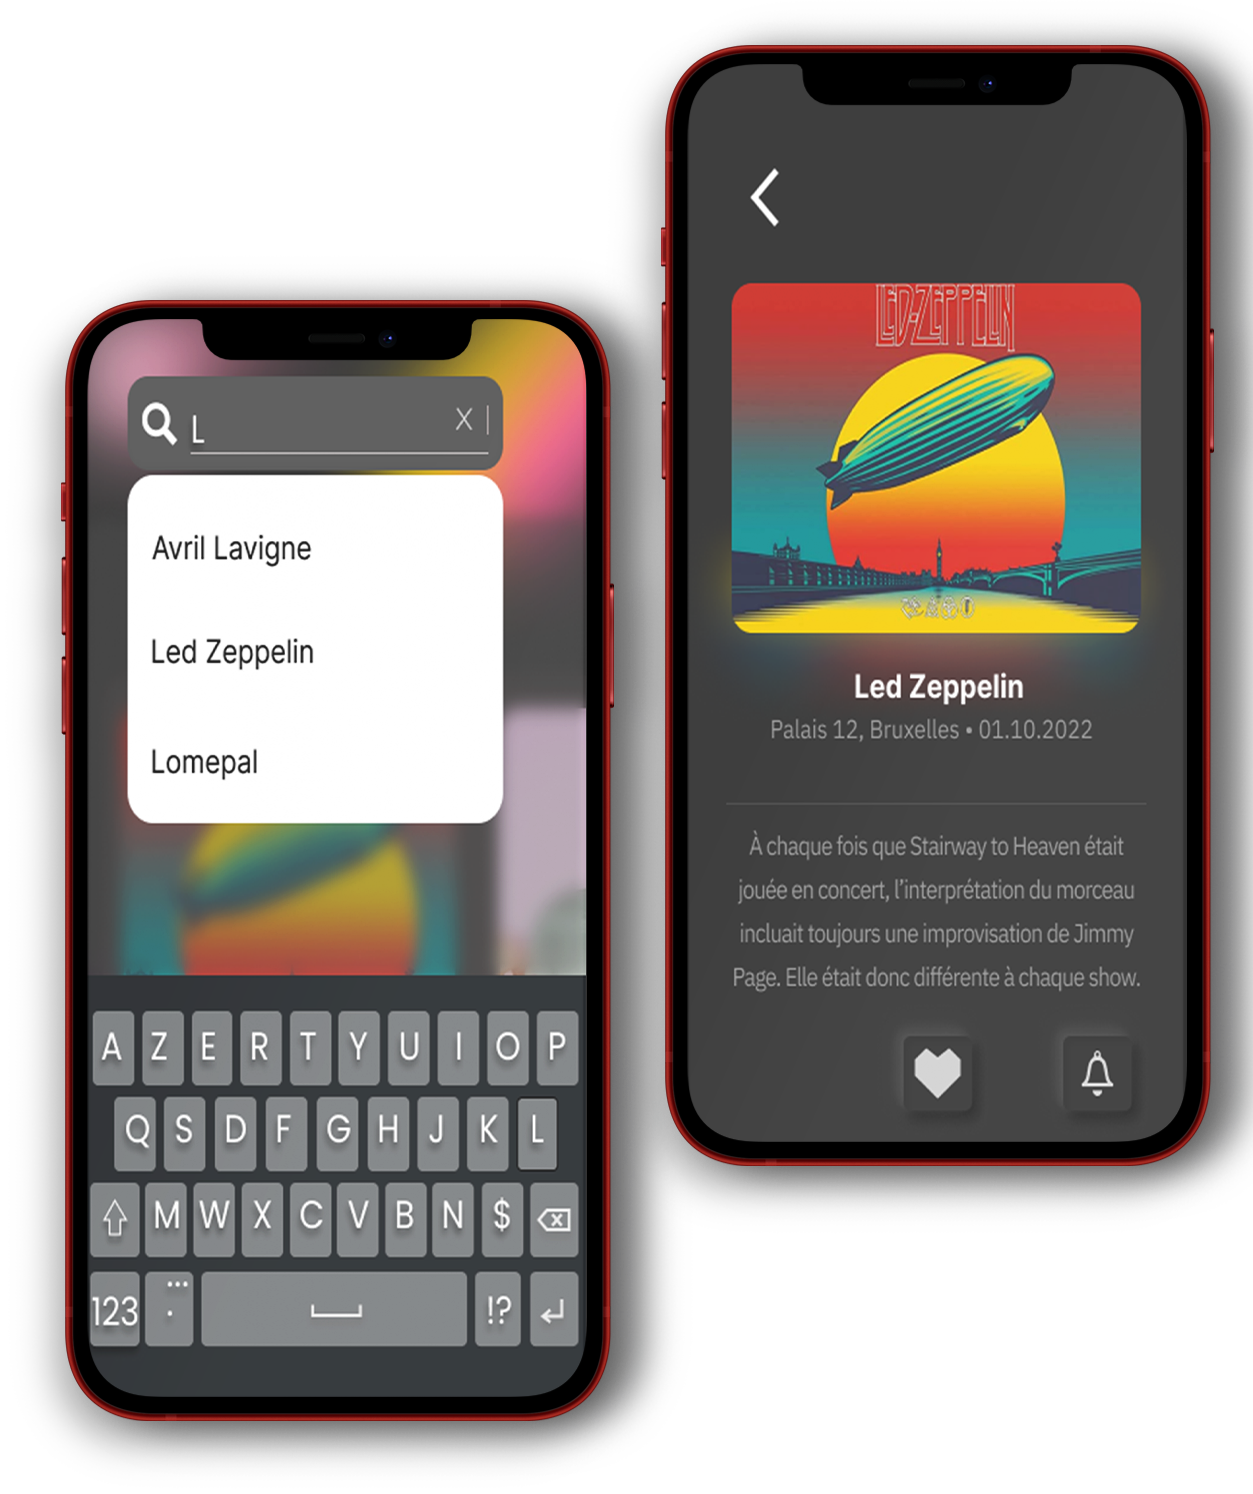 L X
Avril Lavigne
Led Zeppelin
Lomepal
A Z E R T Y U I O P
Q S D F G H J K L
M W X C V B N $
123 ... . !?
LED-ZEPPELIN
Led Zeppelin
Palais 12, Bruxelles • 01.10.2022
À chaque fois que Stairway to Heaven était
jouée en concert, l'interprétation du morceau
incluait toujours une improvisation de Jimmy
Page. Elle était donc différente à chaque show.